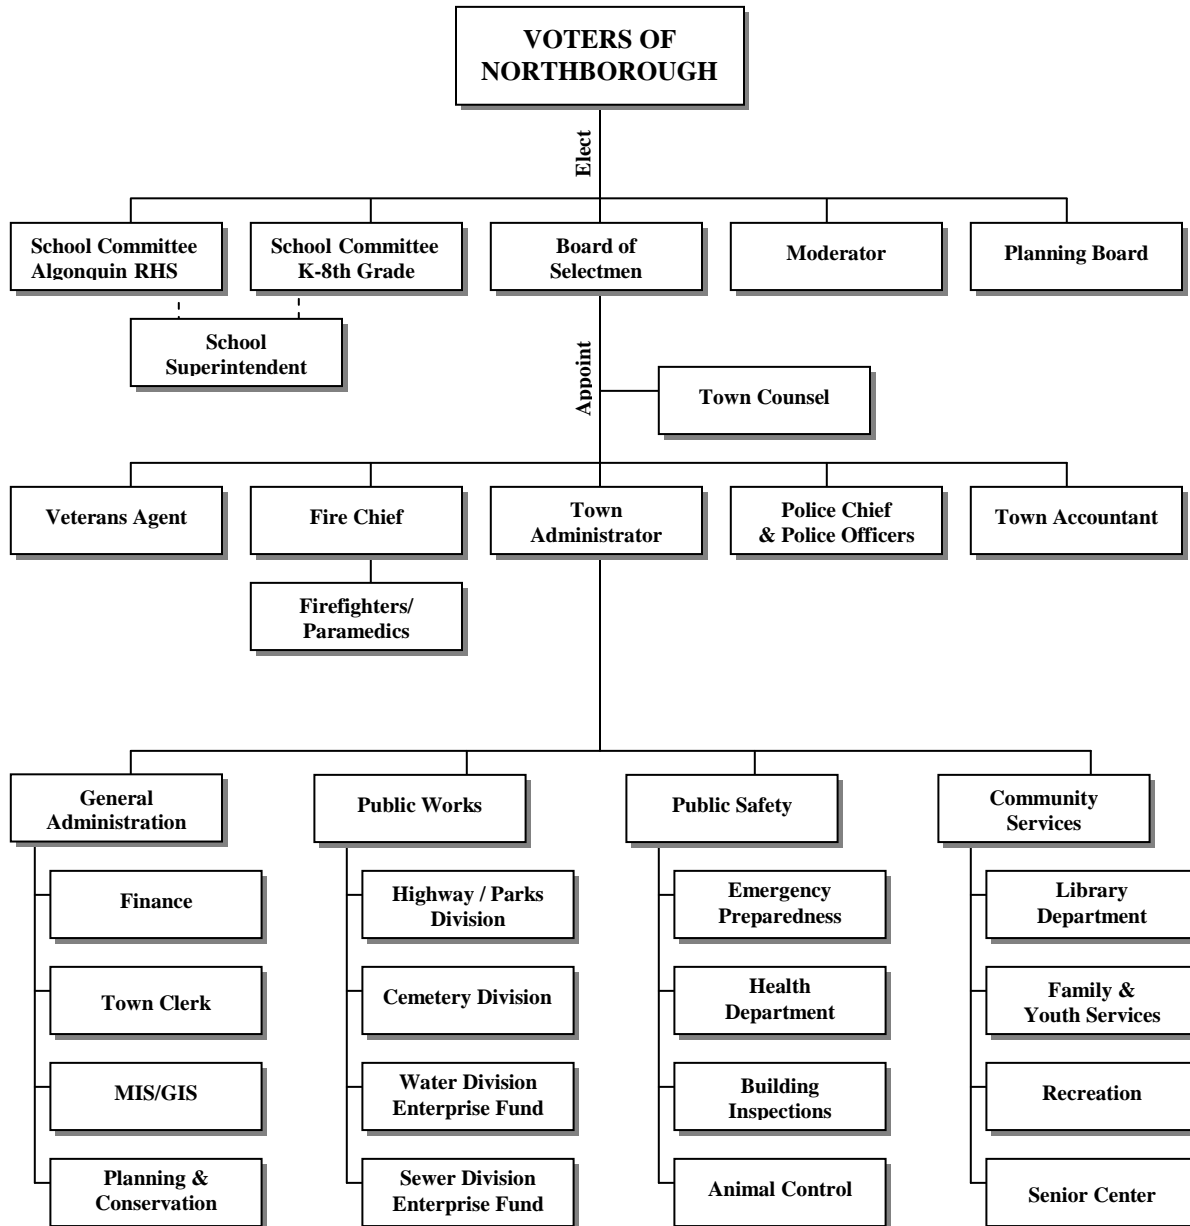 VOTERS OF
NORTHBOROUGH
Elect
School Committee
Algonquin RHS
School Committee
K-8th Grade
Board of
Selectmen
Moderator
Planning Board
School
Superintendent
Appoint
Town Counsel
Veterans Agent
Fire Chief
Town
Administrator
Police Chief
& Police Officers
Town Accountant
Firefighters/
Paramedics
General
Administration
Public Works
Public Safety
Community
Services
Finance
Highway / Parks
Division
Emergency
Preparedness
Library
Department
Town Clerk
Cemetery Division
Health
Department
Family &
Youth Services
MIS/GIS
Water Division
Enterprise Fund
Building
Inspections
Recreation
Planning &
Conservation
Sewer Division
Enterprise Fund
Animal Control
Senior Center